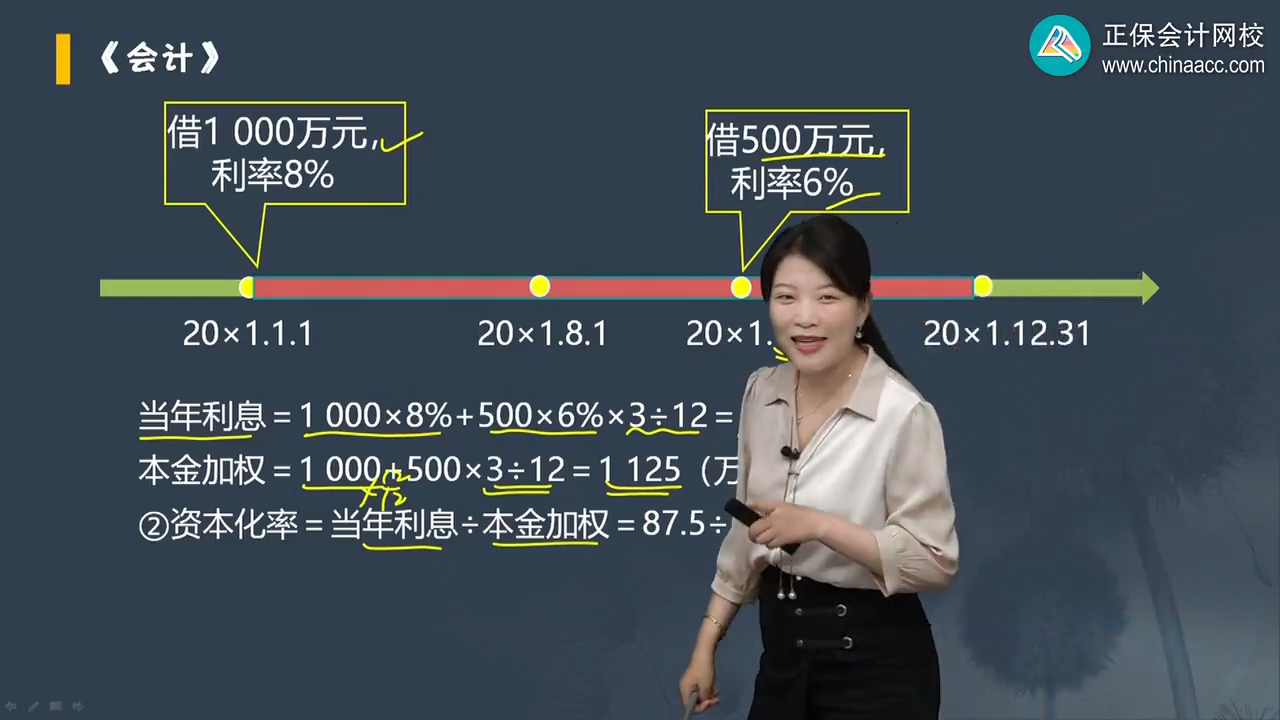 《会计》
正保会计网校
www.chinaacc.com
借1 000万元,
利率8%
借500万元,
利率6%
20×1.1.1
20×1.8.1
20×1.
20×1.12.31
当年利息＝1 000×8%+500×6%×3÷12＝
本金加权＝1 000+500×3÷12＝1 125（万
×12
12
②资本化率＝当年利息÷本金加权＝87.5÷